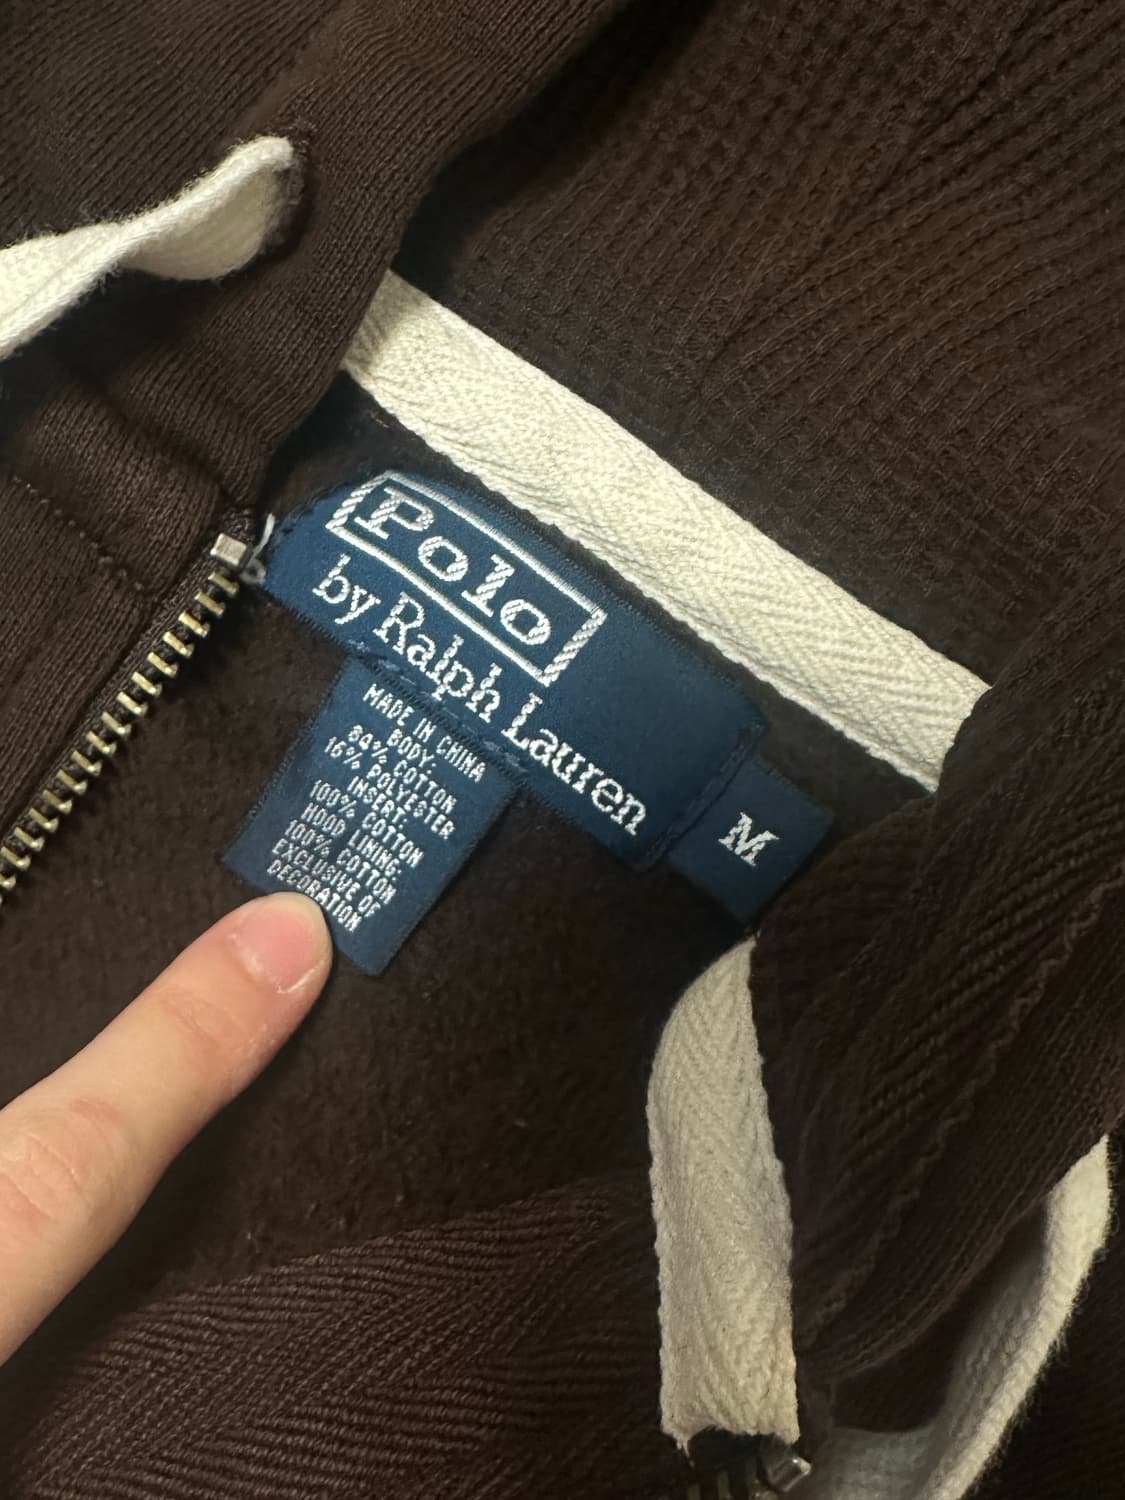 Polo
by Ralph Lauren
M
MADE IN CHINA
BODY:
84% COTTON
16% POLYESTER
INSERT:
100% COTTON
HOOD LINING:
100% COTTON
EXCLUSIVE OF
DECORATION